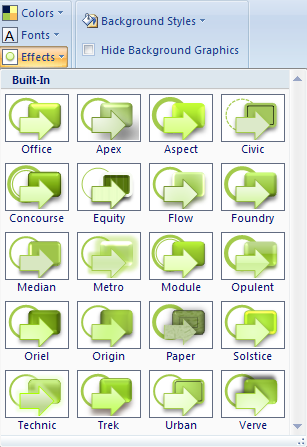 Colors
Background Styles
A Fonts
Hide Background Graphics
Effects
Built-In
Office Apex Aspect Civic
Concourse Equity Flow Foundry
Median Metro Module Opulent
Oriel Origin Paper Solstice
Technic Trek Urban Verve